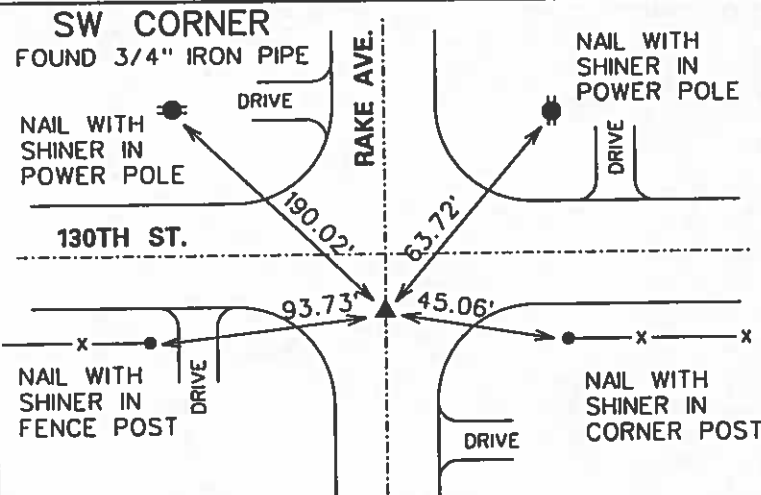 SW CORNER
FOUND 3/4" IRON PIPE
RAKE AVE.
NAIL WITH
SHINER IN
POWER POLE
DRIVE
NAIL WITH
SHINER IN
POWER POLE
DRIVE
190.02'
63.72'
130TH ST.
93.73'
45.06'
x
x
x
NAIL WITH
SHINER IN
FENCE POST
DRIVE
NAIL WITH
SHINER IN
CORNER POST
DRIVE